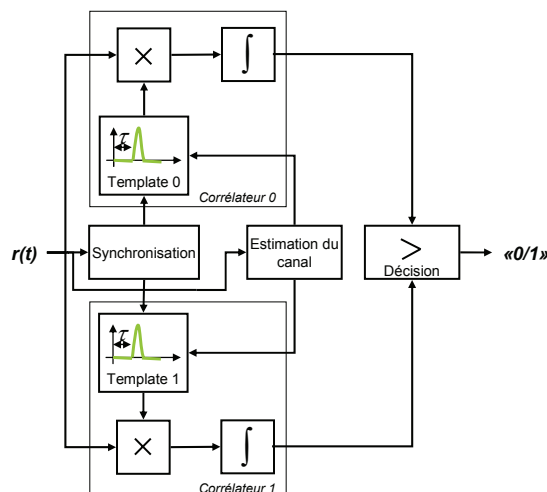 ×
∫
τ
Template 0
Corrélateur 0
r(t)
Synchronisation
Estimation du
canal
>
Décision
«0/1»
τ
Template 1
×
∫
Corrélateur 1